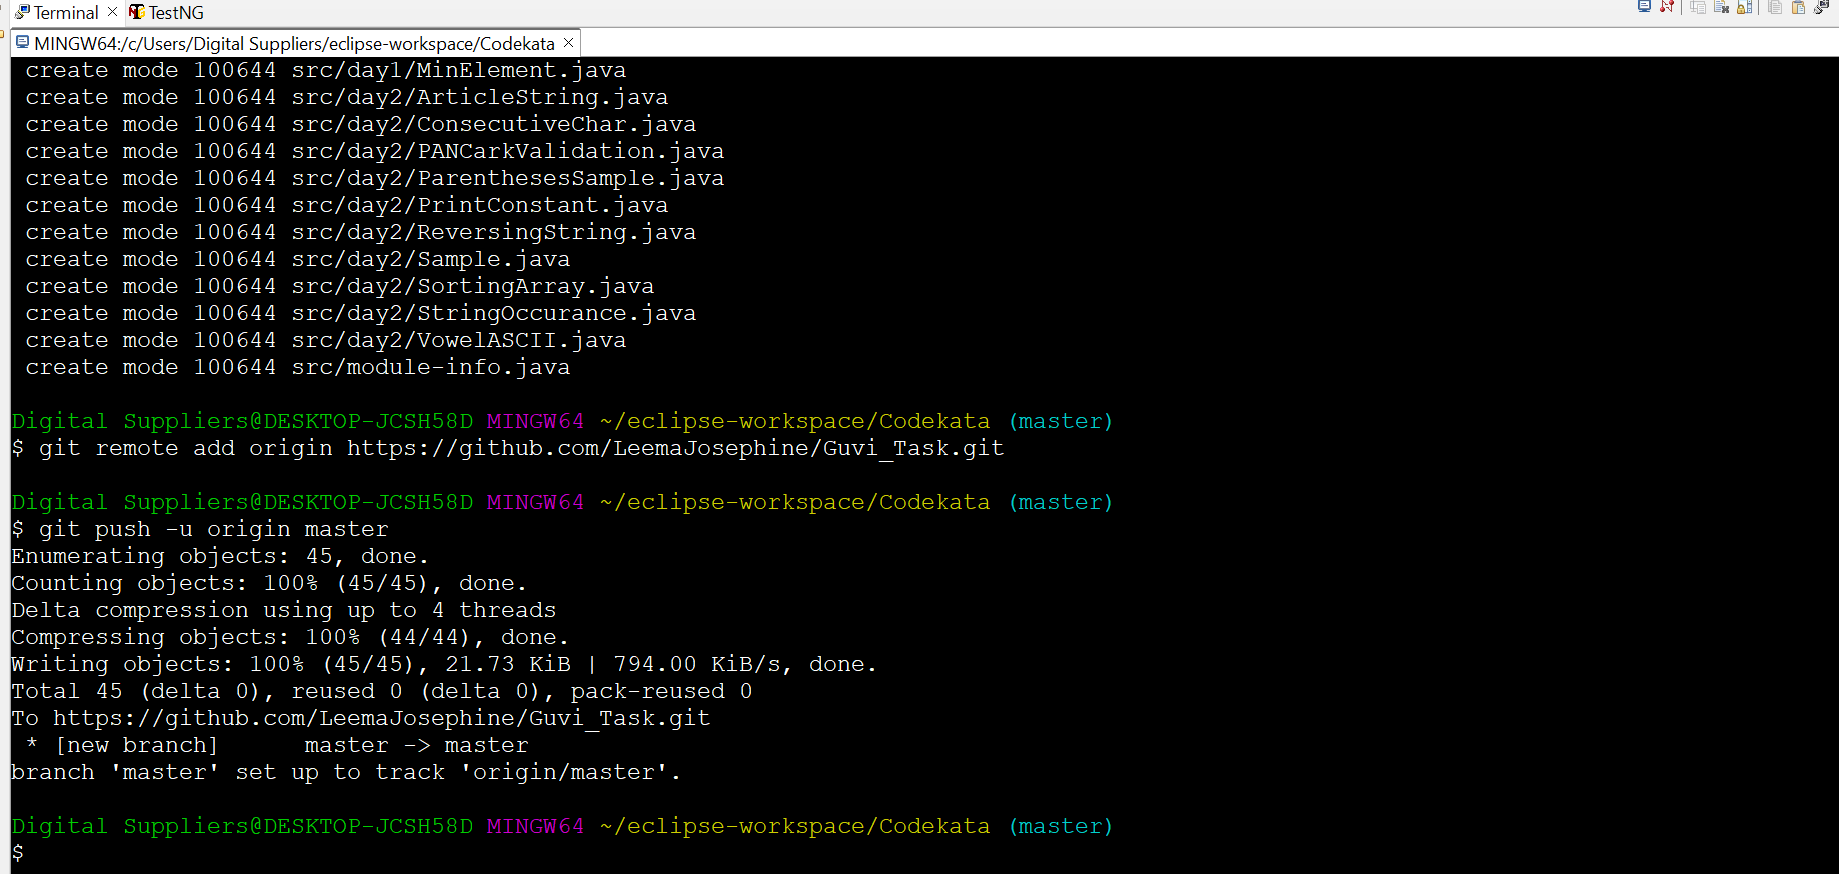 Terminal × TestNG
MINGW64:/c/Users/Digital Suppliers/eclipse-workspace/Codekata ×
create mode 100644 src/day1/MinElement.java
create mode 100644 src/day2/ArticleString.java
create mode 100644 src/day2/ConsecutiveChar.java
create mode 100644 src/day2/PANCarkValidation.java
create mode 100644 src/day2/ParenthesesSample.java
create mode 100644 src/day2/PrintConstant.java
create mode 100644 src/day2/ReversingString.java
create mode 100644 src/day2/Sample.java
create mode 100644 src/day2/SortingArray.java
create mode 100644 src/day2/StringOccurance.java
create mode 100644 src/day2/VowelASCII.java
create mode 100644 src/module-info.java
Digital Suppliers@DESKTOP-JCSH58D MINGW64 ~/eclipse-workspace/Codekata (master)
$ git remote add origin https://github.com/LeemaJosephine/Guvi_Task.git
Digital Suppliers@DESKTOP-JCSH58D MINGW64 ~/eclipse-workspace/Codekata (master)
$ git push -u origin master
Enumerating objects: 45, done.
Counting objects: 100% (45/45), done.
Delta compression using up to 4 threads
Compressing objects: 100% (44/44), done.
Writing objects: 100% (45/45), 21.73 KiB | 794.00 KiB/s, done.
Total 45 (delta 0), reused 0 (delta 0), pack-reused 0
To https://github.com/LeemaJosephine/Guvi_Task.git
* [new branch]      master -> master
branch 'master' set up to track 'origin/master'.
Digital Suppliers@DESKTOP-JCSH58D MINGW64 ~/eclipse-workspace/Codekata (master)
$